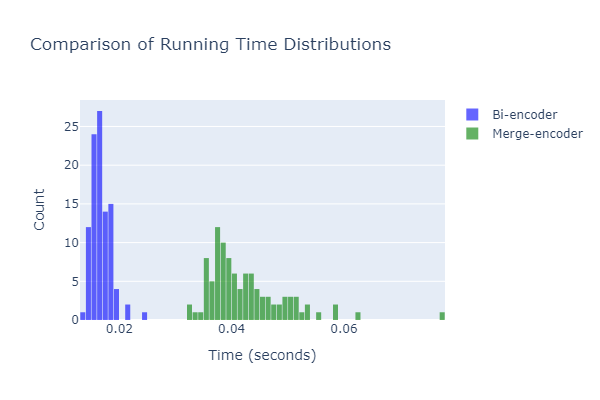 Comparison of Running Time Distributions
Bi-encoder
Merge-encoder
25
20
15
10
5
0
Count
0.02
0.04
0.06
Time (seconds)